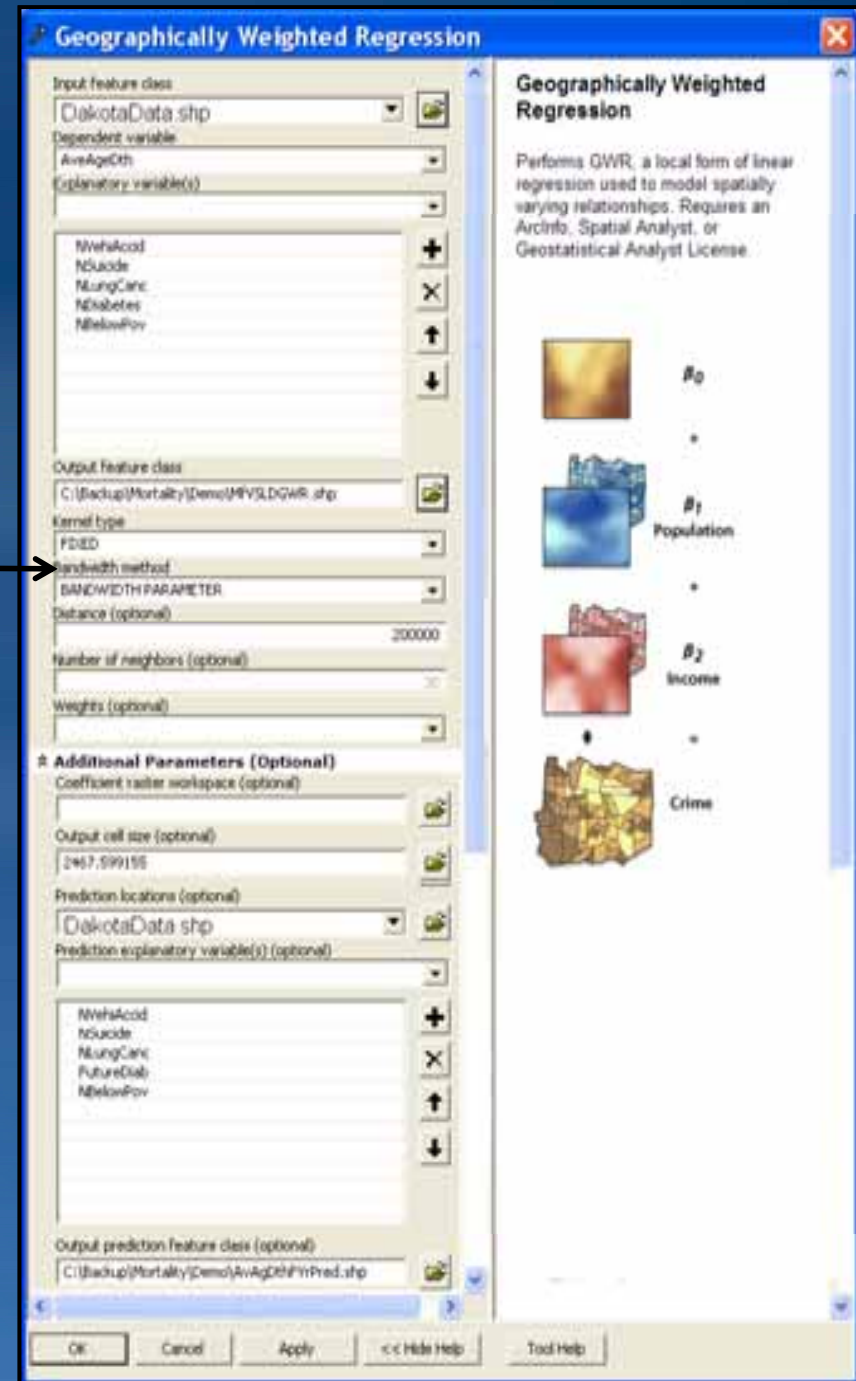 Geographically Weighted Regression
Input feature class
DakotaData.shp
Dependent variable
AveAgeDth
Explanatory variable(s)
NVehiAccid
NSuicide
NLungCanc
NDiabetes
NBelowPov
Output feature class
C:\Backup\Mortality\Demo\MFVSLDGWR.shp
Kernel type
FIXED
Bandwidth method
BANDWIDTH PARAMETER
Distance (optional)
200000
Number of neighbors (optional)
30
Weights (optional)
Additional Parameters (Optional)
Coefficient raster workspace (optional)
Output cell size (optional)
2467.599155
Prediction locations (optional)
DakotaData.shp
Prediction explanatory variable(s) (optional)
NVehiAccid
NSuicide
NLungCanc
FutureDiab
NBelowPov
Output prediction feature class (optional)
C:\Backup\Mortality\Demo\AvAgDthFYrPred.shp
OK
Cancel
Apply
<< Hide Help
Tool Help
Geographically Weighted
Regression
Performs GWR, a local form of linear
regression used to model spatially
varying relationships. Requires an
ArcInfo, Spatial Analyst, or
Geostatistical Analyst License.
β0
β1
Population
β2
Income
Crime